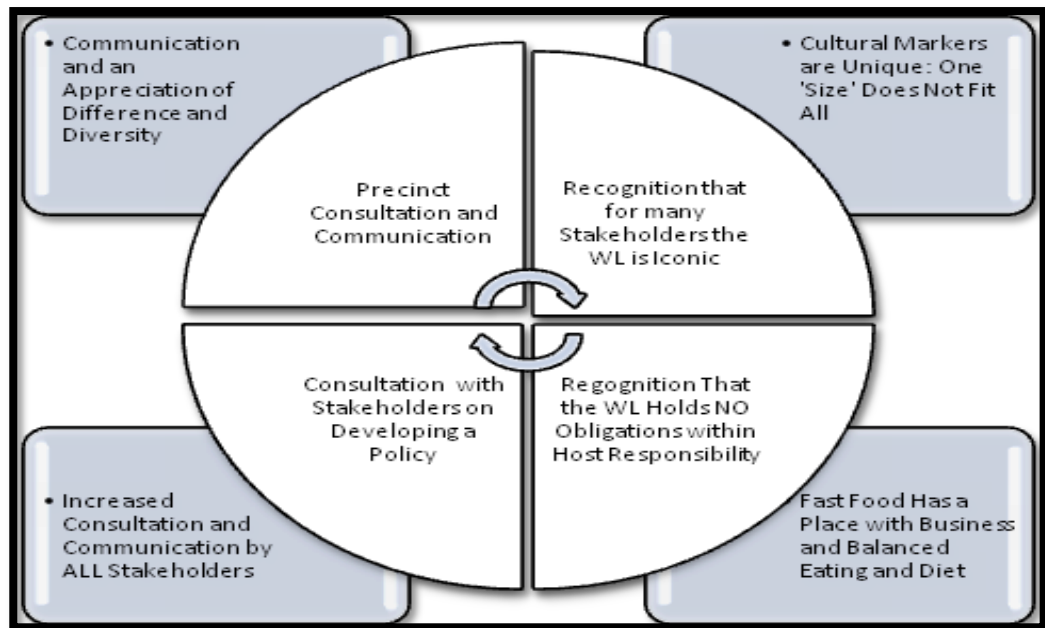 • Communication
and an
Appreciation of
Difference and
Diversity
• Cultural Markers
are Unique: One
'Size' Does Not Fit
All
Precinct
Consultation and
Communication
Recognition that
for many
Stakeholders the
WL is Iconic
Consultation with
Stakeholders on
Developing a
Policy
Regognition That
the WL Holds NO
Obligations within
Host Responsibility
• Increased
Consultation and
Communication by
ALL Stakeholders
Fast Food Has a
Place with Business
and Balanced
Eating and Diet